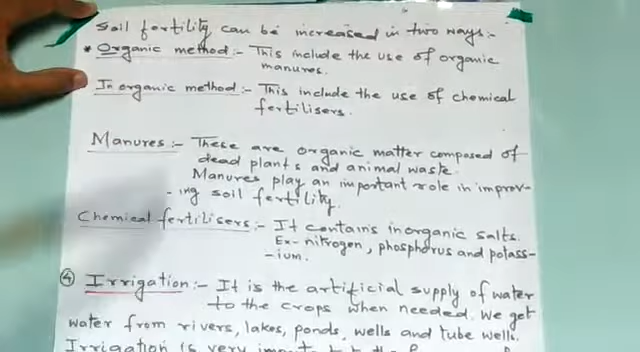 Soil fertility can be increased in two ways:-
* Organic method:- This include the use of organic
manures.
In organic method:- This include the use of chemical
fertilisers.
Manures:- These are organic matter composed of
dead plants and animal waste.
Manures play an important role in improv-
-ing soil fertility.
Chemical fertilisers:- It contains inorganic salts.
Ex- nitrogen, phosphorus and potass-
-ium.
④ Irrigation:- It is the artificial supply of water
to the crops when needed. We get
water from rivers, lakes, ponds, wells and tube wells.
Irrigation is very